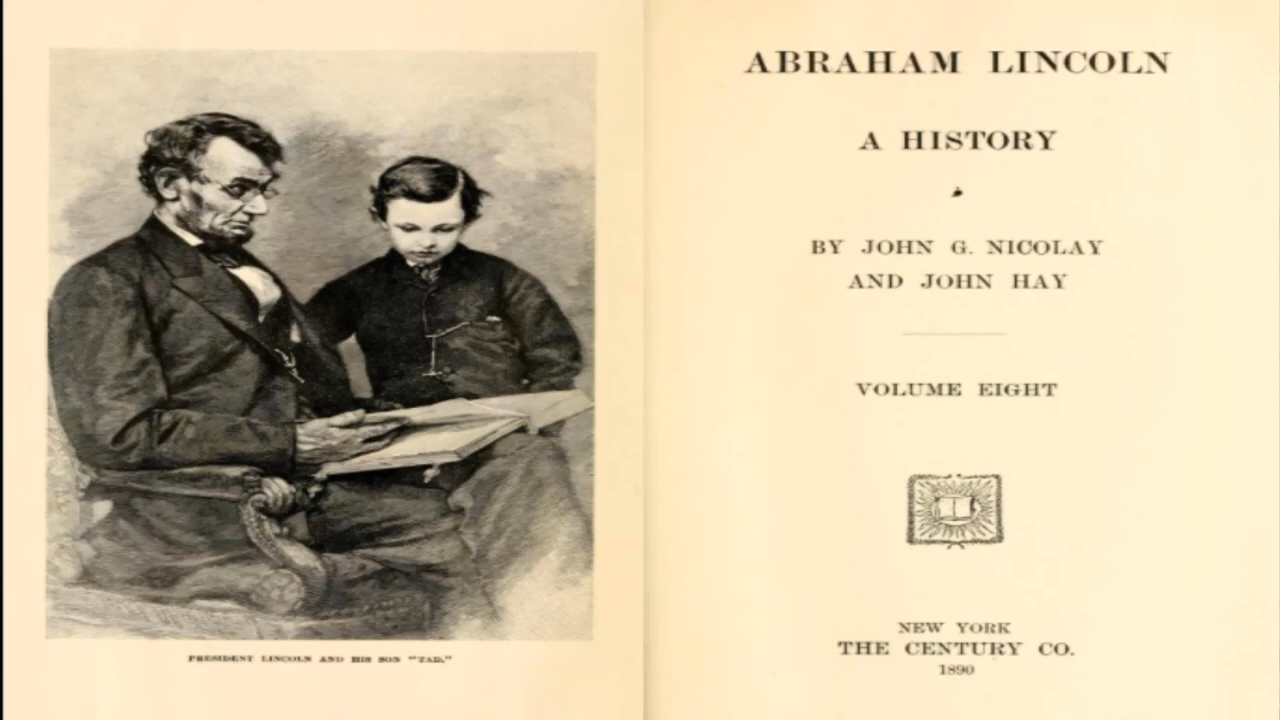 PRESIDENT LINCOLN AND HIS SON "TAD."
ABRAHAM LINCOLN
A HISTORY
BY JOHN G. NICOLAY
AND JOHN HAY
VOLUME EIGHT
NEW YORK
THE CENTURY CO.
1890